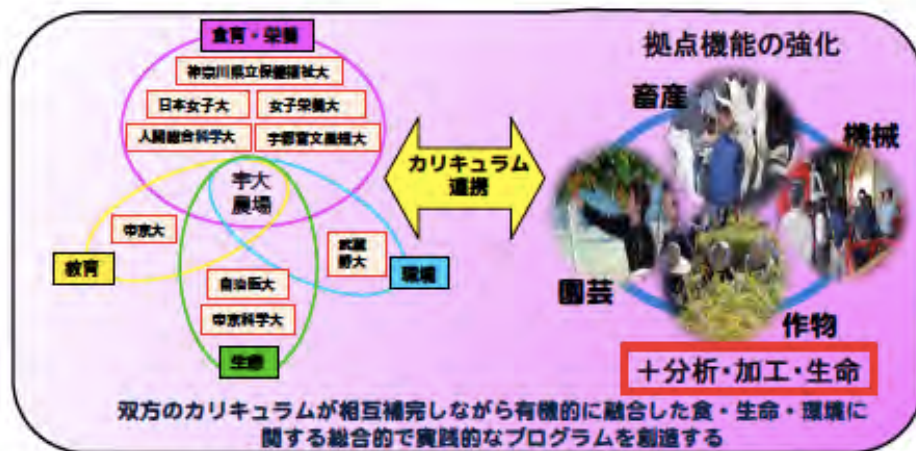 食育・栄養
神奈川県立保健福祉大
日本女子大
女子栄養大
人間総合科学大
宇都宮文星短大
宇大
農場
帝京大
教育
武蔵
野大
環境
自治医大
帝京科学大
生命
カリキュラム
連携
拠点機能の強化
畜産
機械
園芸
作物
＋分析・加工・生命
双方のカリキュラムが相互補完しながら有機的に融合した食・生命・環境に
関する総合的で実践的なプログラムを創造する